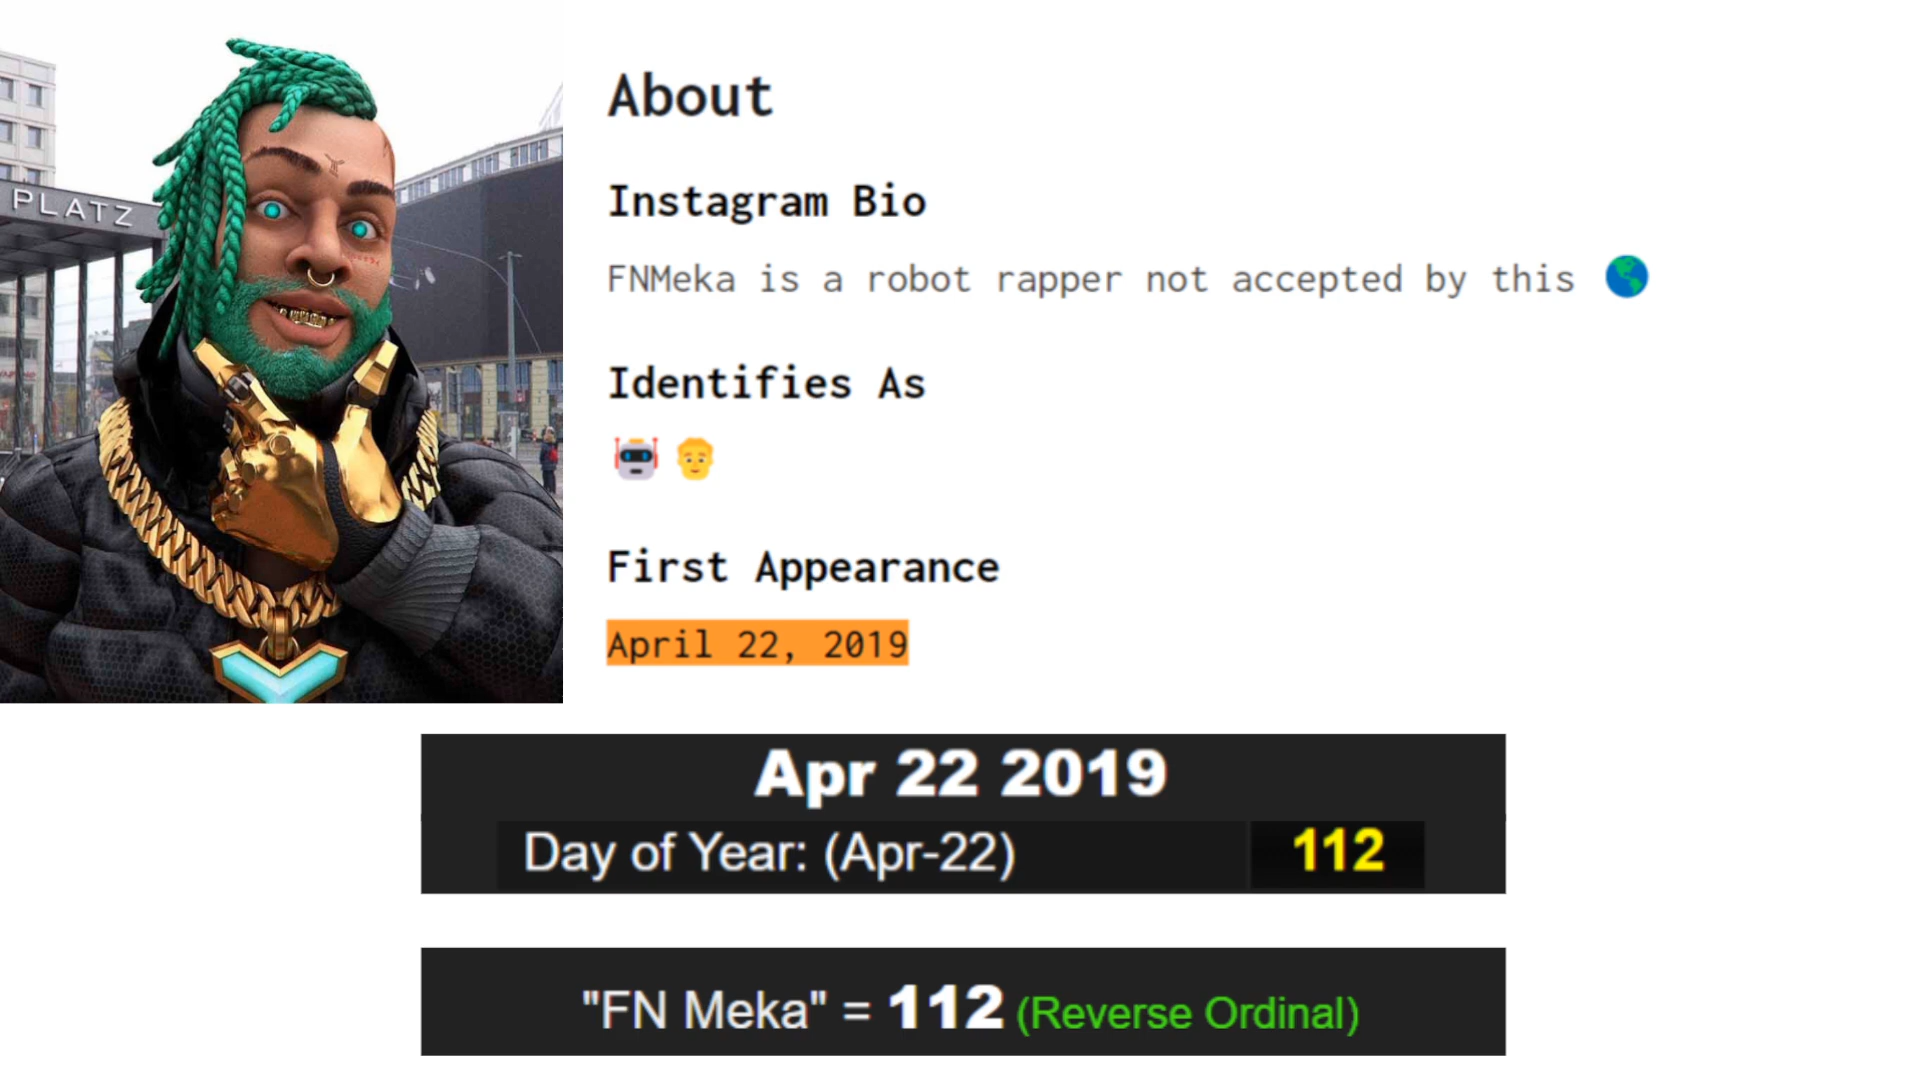 PLATZ
About
Instagram Bio
FNMeka is a robot rapper not accepted by this 🌎
Identifies As
🤖 👱
First Appearance
April 22, 2019
Apr 22 2019
Day of Year: (Apr-22) 112
"FN Meka" = 112 (Reverse Ordinal)